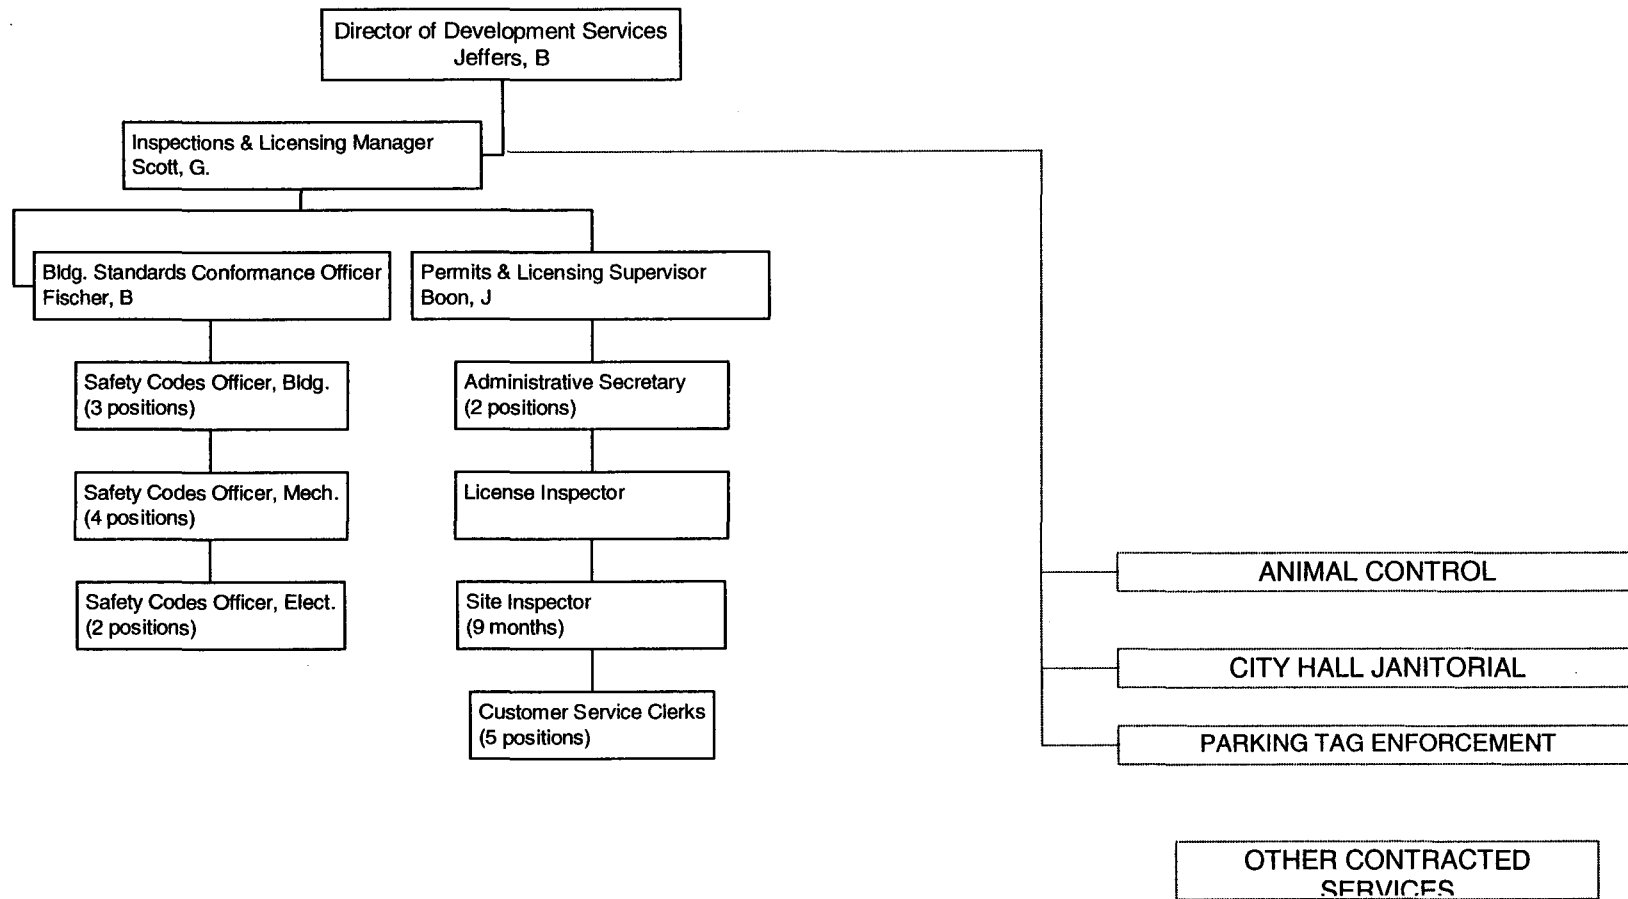 Director of Development Services
Jeffers, B
Inspections & Licensing Manager
Scott, G.
Bldg. Standards Conformance Officer
Fischer, B
Permits & Licensing Supervisor
Boon, J
Safety Codes Officer, Bldg.
(3 positions)
Administrative Secretary
(2 positions)
Safety Codes Officer, Mech.
(4 positions)
License Inspector
Safety Codes Officer, Elect.
(2 positions)
Site Inspector
(9 months)
Customer Service Clerks
(5 positions)
ANIMAL CONTROL
CITY HALL JANITORIAL
PARKING TAG ENFORCEMENT
OTHER CONTRACTED
SERVICES